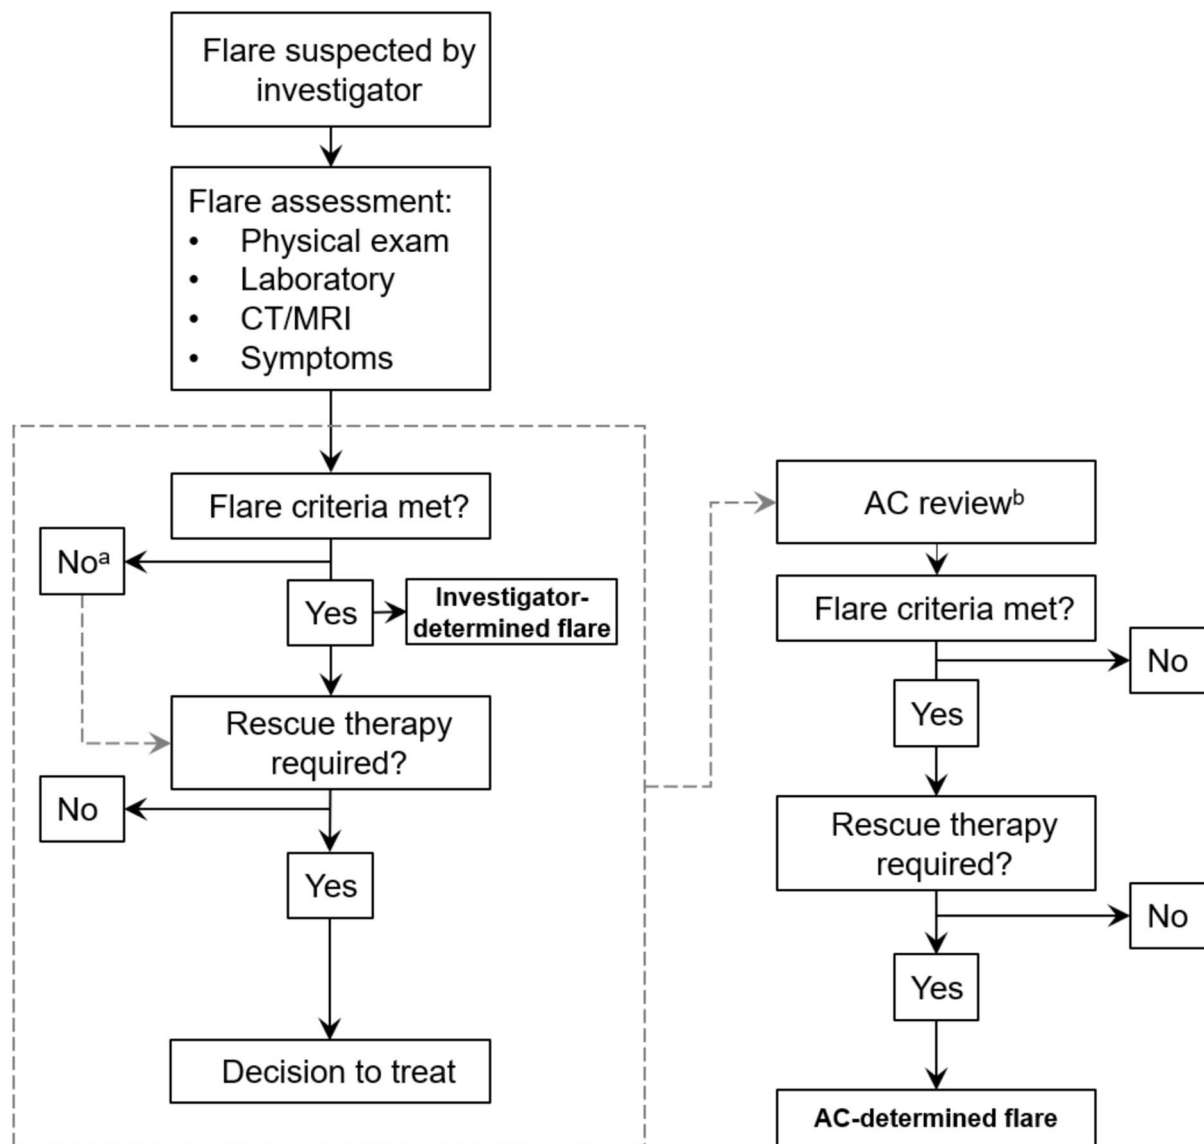 Flare suspected by
investigator
Flare assessment:
• Physical exam
• Laboratory
• CT/MRI
• Symptoms
Flare criteria met?
Noᵃ
Yes
Investigator-
determined flare
Rescue therapy
required?
No
Yes
Decision to treat
AC reviewᵇ
Flare criteria met?
No
Yes
Rescue therapy
required?
No
Yes
AC-determined flare